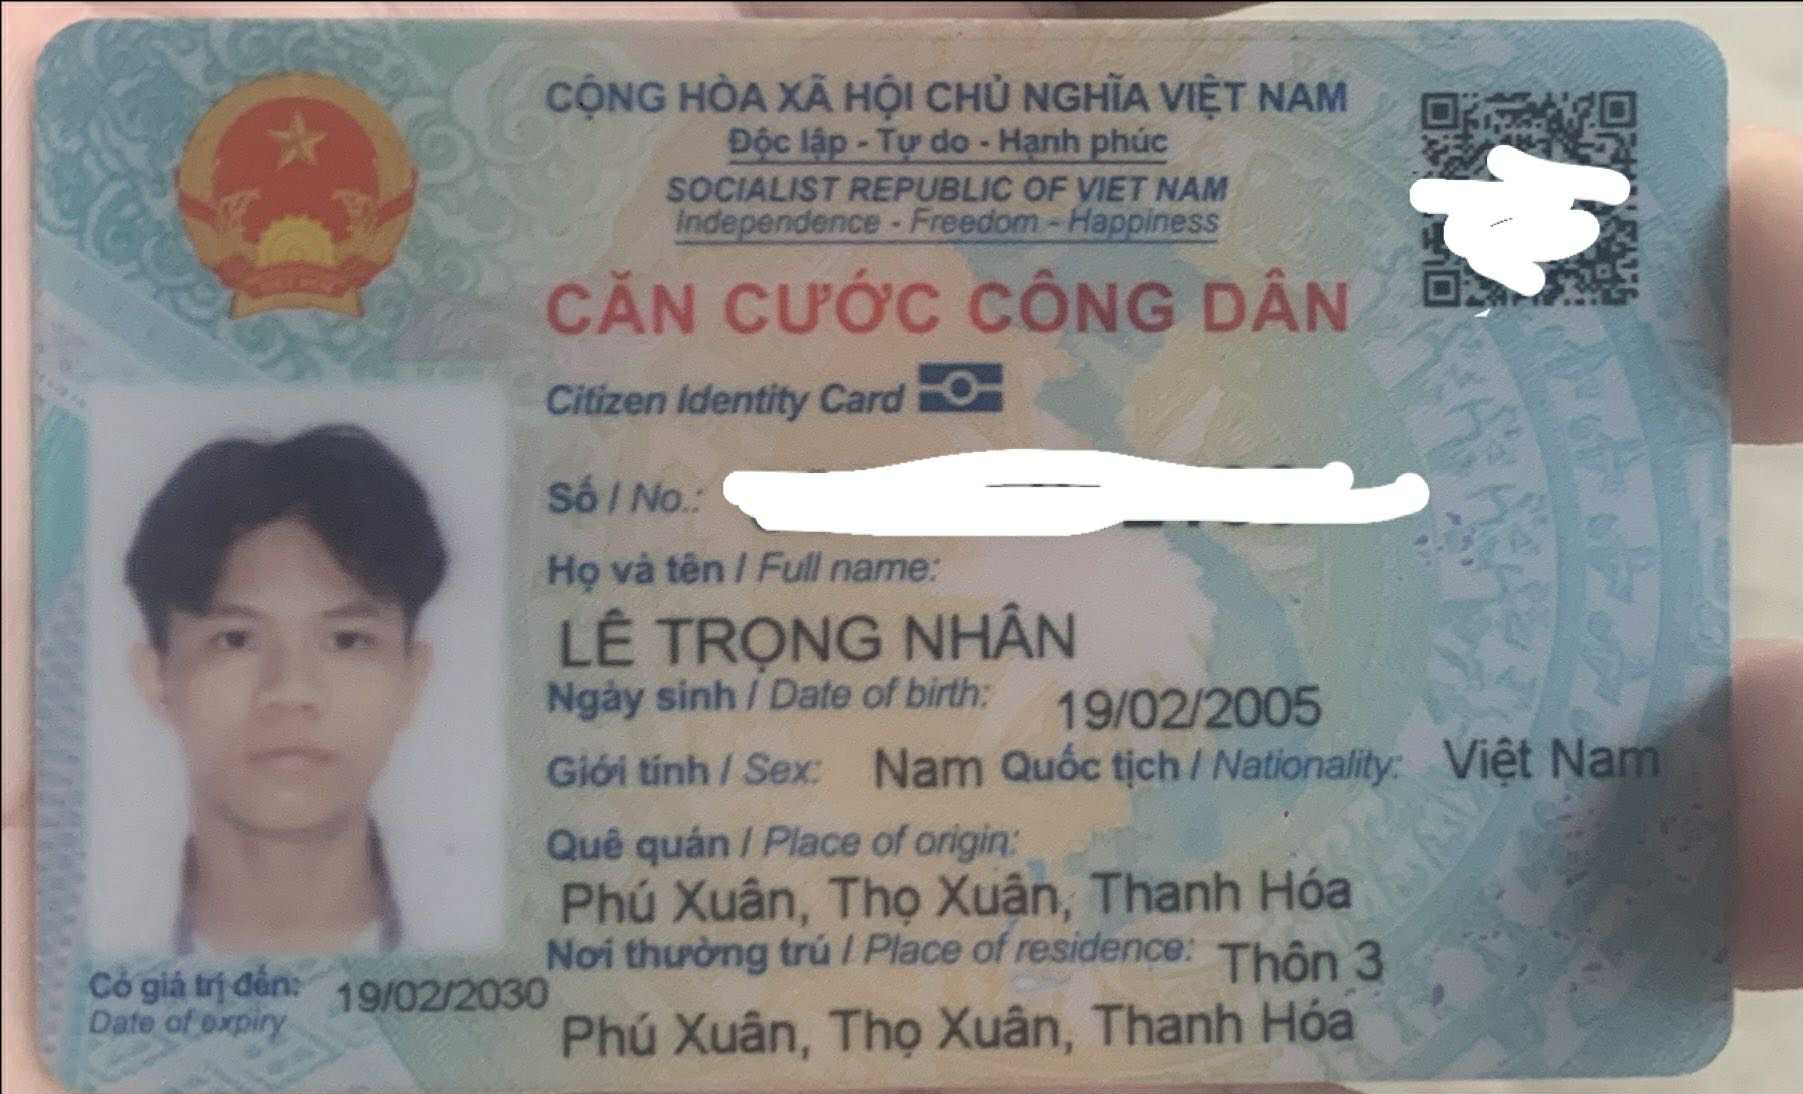 CỘNG HÒA XÃ HỘI CHỦ NGHĨA VIỆT NAM
Độc lập - Tự do - Hạnh phúc
SOCIALIST REPUBLIC OF VIET NAM
Independence - Freedom - Happiness
CĂN CƯỚC CÔNG DÂN
Citizen Identity Card
Số / No.:
Họ và tên / Full name:
LÊ TRỌNG NHÂN
Ngày sinh / Date of birth: 19/02/2005
Giới tính / Sex: Nam Quốc tịch / Nationality: Việt Nam
Quê quán / Place of origin:
Phú Xuân, Thọ Xuân, Thanh Hóa
Nơi thường trú / Place of residence: Thôn 3
Phú Xuân, Thọ Xuân, Thanh Hóa
Có giá trị đến: 19/02/2030
Date of expiry